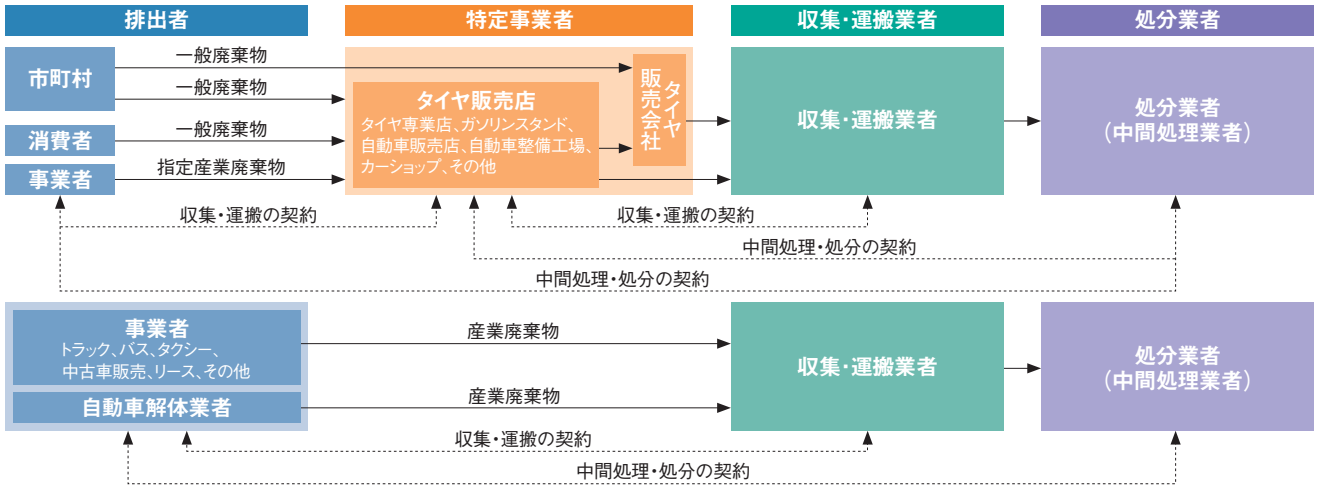 排出者
特定事業者
収集・運搬業者
処分業者
市町村
一般廃棄物
一般廃棄物
消費者
一般廃棄物
事業者
指定産業廃棄物
タイヤ販売店
タイヤ専業店、ガソリンスタンド、
自動車販売店、自動車整備工場、
カーショップ、その他
タイヤ
販売会社
収集・運搬業者
処分業者
（中間処理業者）
収集・運搬の契約
収集・運搬の契約
中間処理・処分の契約
中間処理・処分の契約
事業者
トラック、バス、タクシー、
中古車販売、リース、その他
自動車解体業者
産業廃棄物
産業廃棄物
収集・運搬業者
処分業者
（中間処理業者）
収集・運搬の契約
中間処理・処分の契約